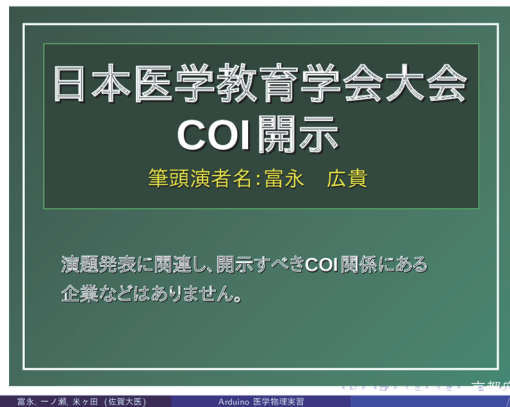 日本医学教育学会大会
COI開示
筆頭演者名：富永　広貴
演題発表に関連し、開示すべきCOI関係にある
企業などはありません。
富永, 一ノ瀬, 米ヶ田 (佐賀大医)
Arduino 医学物理実習